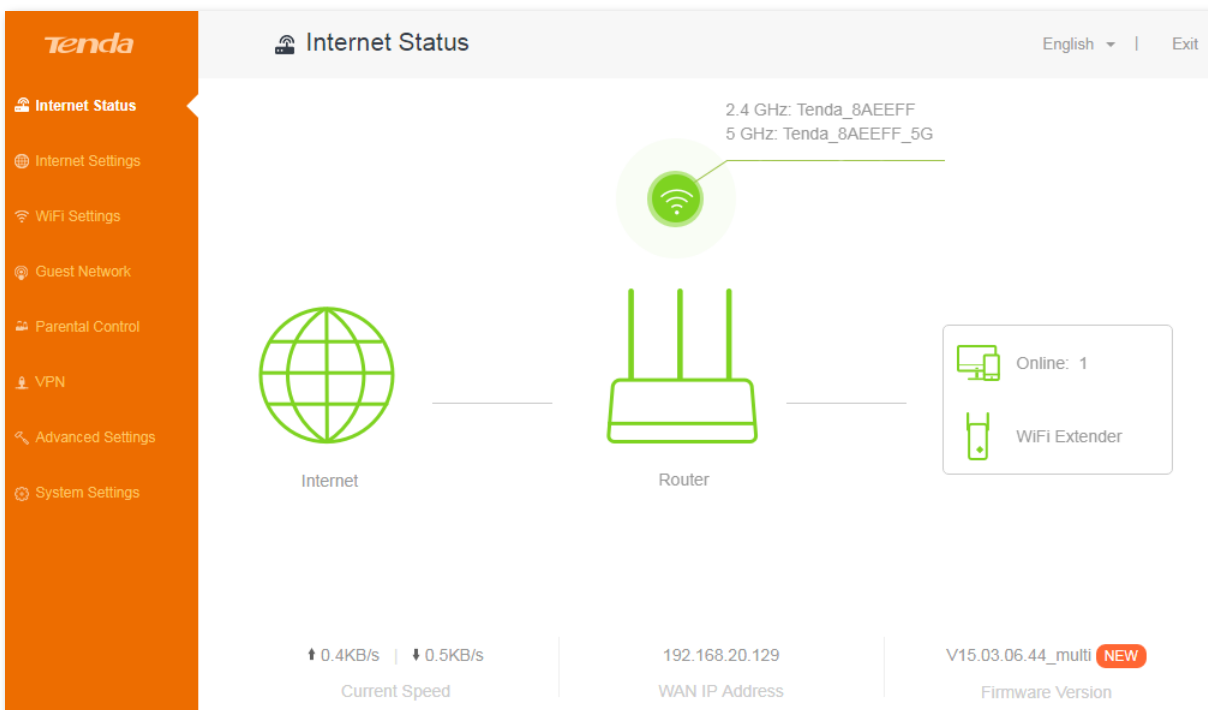 Tenda
Internet Status
English
Exit
Internet Status
Internet Settings
WiFi Settings
Guest Network
Parental Control
VPN
Advanced Settings
System Settings
2.4 GHz: Tenda_8AEEFF
5 GHz: Tenda_8AEEFF_5G
Online: 1
WiFi Extender
Internet
Router
0.4KB/s | 0.5KB/s
Current Speed
192.168.20.129
WAN IP Address
V15.03.06.44_multi NEW
Firmware Version